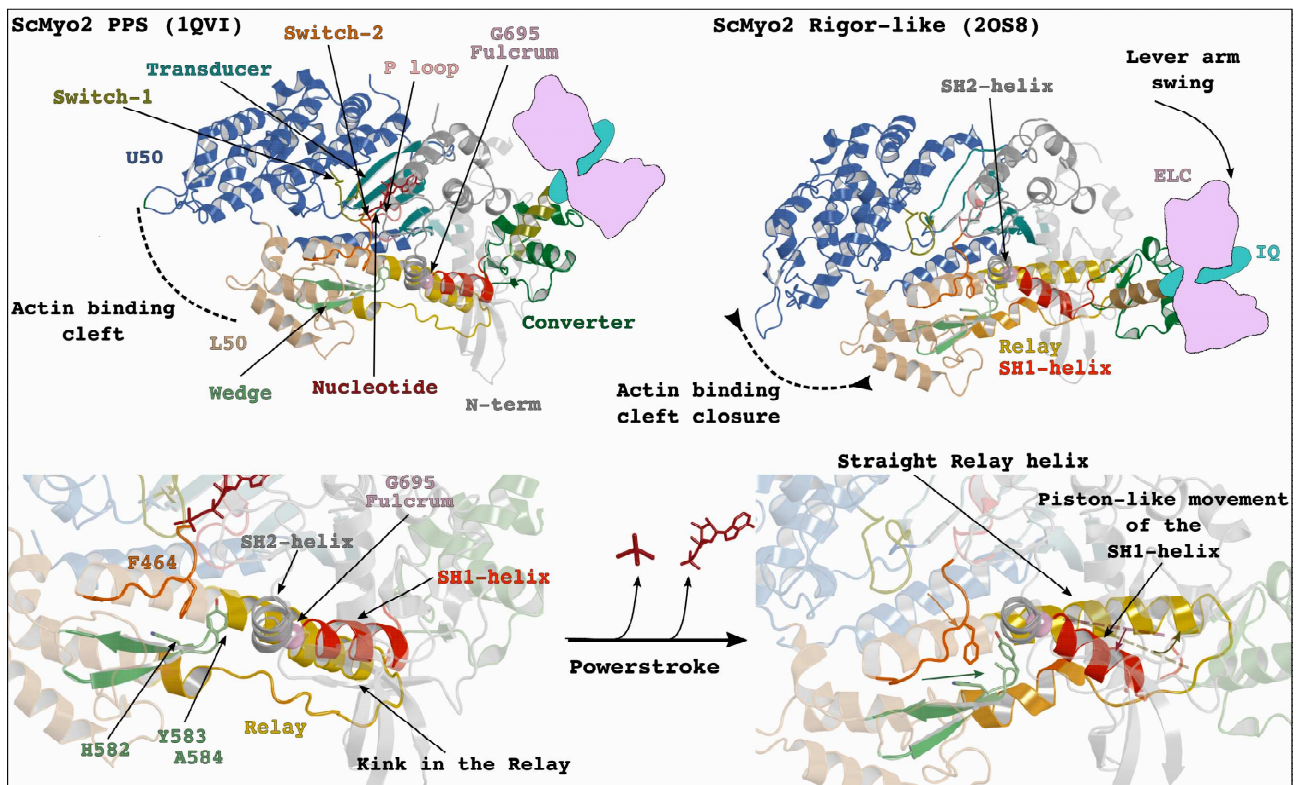 ScMyo2 PPS (1QVI)
Switch-2
G695
Fulcrum
Transducer
P loop
Switch-1
U50
Actin binding
cleft
L50
Wedge
Nucleotide
N-term
Converter
ScMyo2 Rigor-like (2OS8)
Lever arm
swing
SH2-helix
ELC
IQ
Relay
SH1-helix
Actin binding
cleft closure
G695
Fulcrum
SH2-helix
F464
SH1-helix
H582
Y583
A584
Relay
Kink in the Relay
Powerstroke
Straight Relay helix
Piston-like movement
of the
SH1-helix